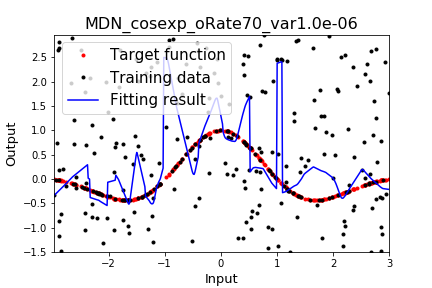 MDN_cosexp_oRate70_var1.0e-06
Target function
Training data
Fitting result
Output
2.5
2.0
1.5
1.0
0.5
0.0
−0.5
−1.0
−1.5
−2
−1
0
1
2
3
Input